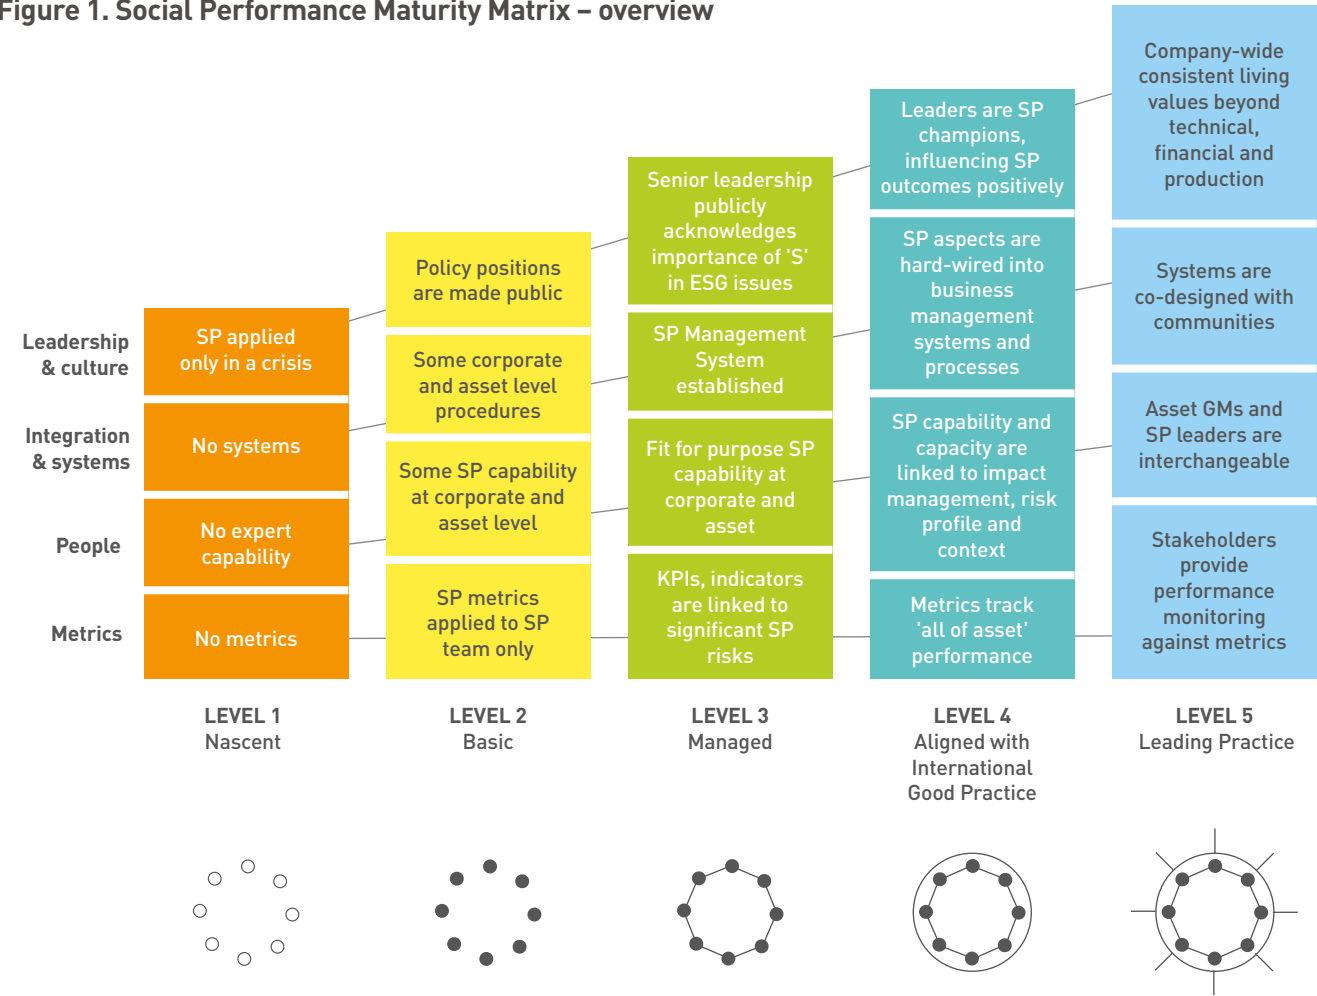 Figure 1. Social Performance Maturity Matrix – overview
Leadership
& culture
Integration
& systems
People
Metrics
SP applied
only in a crisis
No systems
No expert
capability
No metrics
LEVEL 1
Nascent
Policy positions
are made public
Some corporate
and asset level
procedures
Some SP capability
at corporate and
asset level
SP metrics
applied to SP
team only
LEVEL 2
Basic
Senior leadership
publicly
acknowledges
importance of 'S'
in ESG issues
SP Management
System
established
Fit for purpose SP
capability at
corporate and
asset
KPIs, indicators
are linked to
significant SP
risks
LEVEL 3
Managed
Leaders are SP
champions,
influencing SP
outcomes positively
SP aspects are
hard-wired into
business
management
systems and
processes
SP capability and
capacity are
linked to impact
management, risk
profile and
context
Metrics track
'all of asset'
performance
LEVEL 4
Aligned with
International
Good Practice
Company-wide
consistent living
values beyond
technical,
financial and
production
Systems are
co-designed with
communities
Asset GMs and
SP leaders are
interchangeable
Stakeholders
provide
performance
monitoring
against metrics
LEVEL 5
Leading Practice